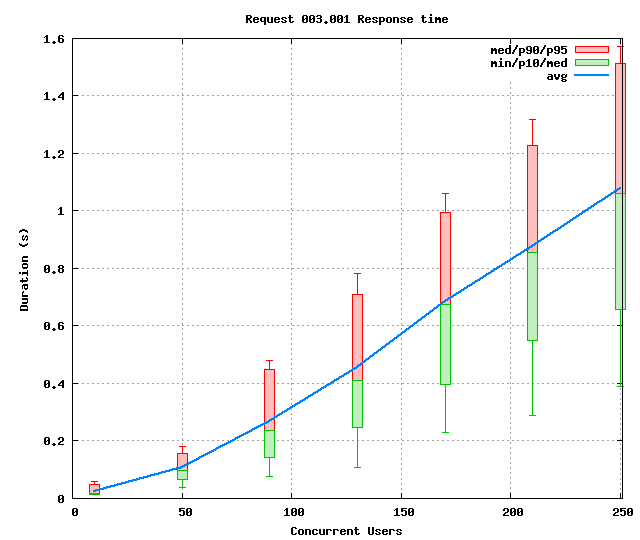 Request 003.001 Response time
med/p90/p95
min/p10/med
avg
1.6
1.4
1.2
1
0.8
0.6
0.4
0.2
0
Duration (s)
0 50 100 150 200 250
Concurrent Users